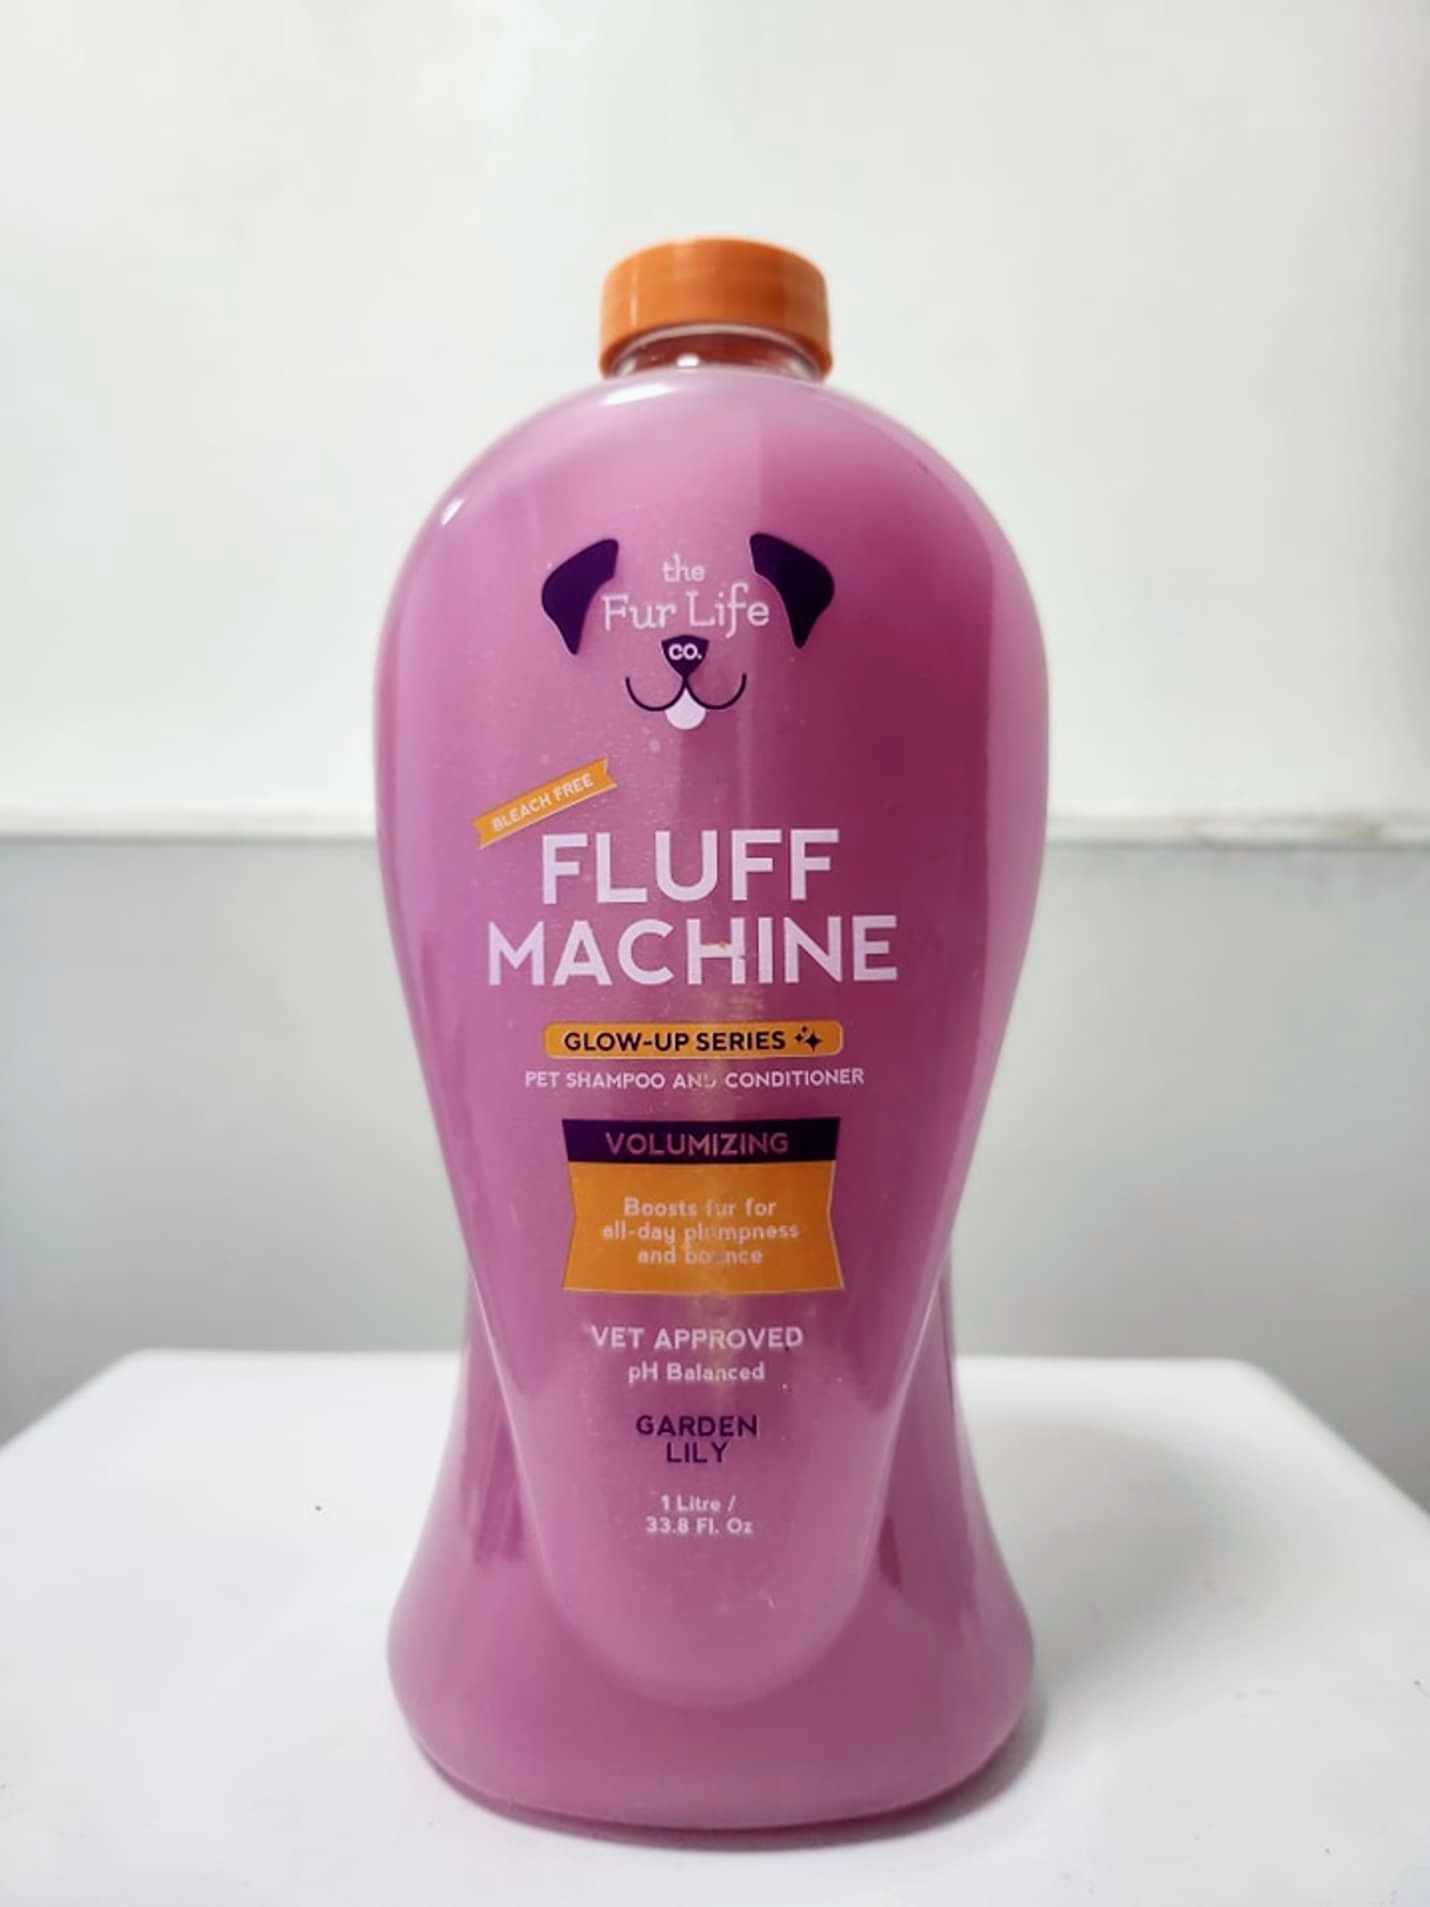 the
Fur Life
CO.
BLEACH FREE
FLUFF
MACHINE
GLOW-UP SERIES
PET SHAMPOO AND CONDITIONER
VOLUMIZING
Boosts fur for
all-day plumpness
and bounce
VET APPROVED
pH Balanced
GARDEN
LILY
1 Litre /
33.8 Fl. Oz